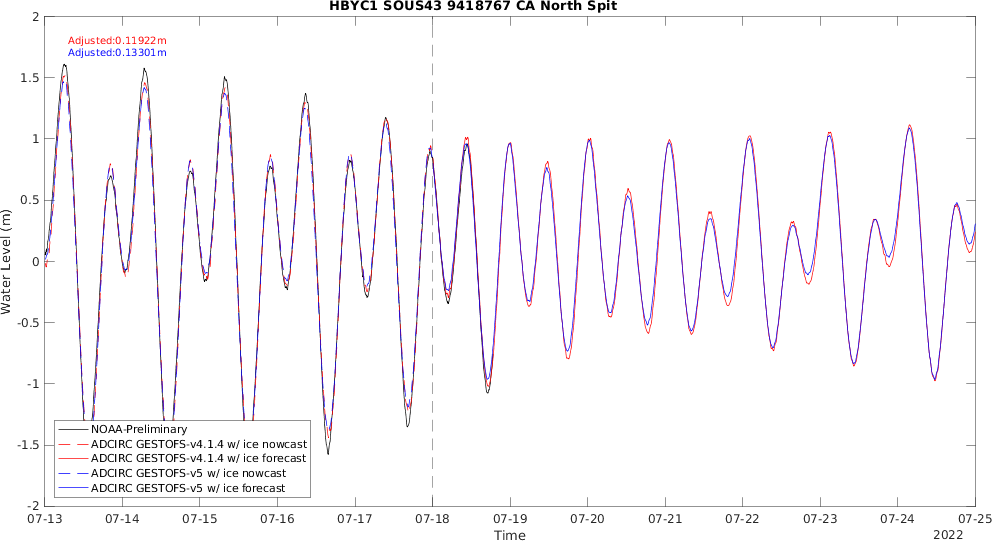 HBYC1 SOUS43 9418767 CA North Spit
Adjusted:0.11922m
Adjusted:0.13301m
2
1.5
1
0.5
0
-0.5
-1
-1.5
-2
Water Level (m)
NOAA-Preliminary
ADCIRC GESTOFS-v4.1.4 w/ ice nowcast
ADCIRC GESTOFS-v4.1.4 w/ ice forecast
ADCIRC GESTOFS-v5 w/ ice nowcast
ADCIRC GESTOFS-v5 w/ ice forecast
07-13 07-14 07-15 07-16 07-17 07-18 07-19 07-20 07-21 07-22 07-23 07-24 07-25
Time
2022